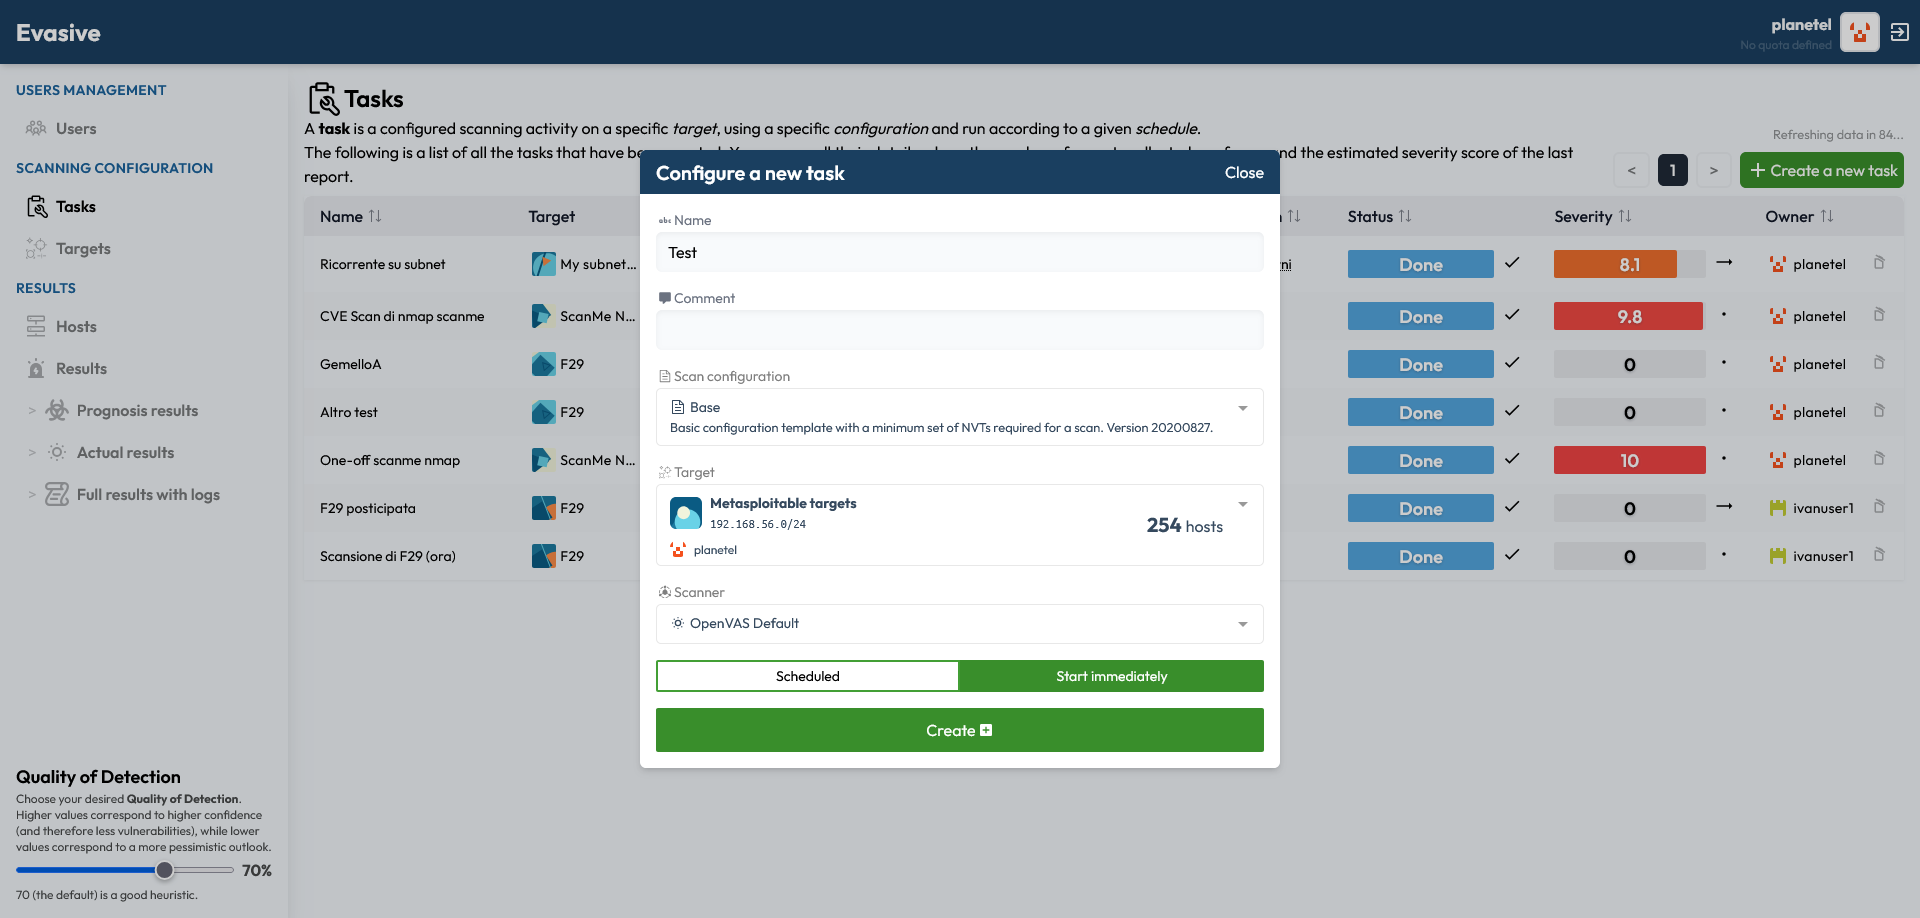 Evasive
planetel
No quota defined
USERS MANAGEMENT
Users
SCANNING CONFIGURATION
Tasks
Targets
RESULTS
Hosts
Results
> Prognosis results
> Actual results
> Full results with logs
Quality of Detection
Choose your desired Quality of Detection.
Higher values correspond to higher confidence
(and therefore less vulnerabilities), while lower
values correspond to a more pessimistic outlook.
70%
70 (the default) is a good heuristic.
Tasks
A task is a configured scanning activity on a specific target, using a specific configuration and run according to a given schedule.
The following is a list of all the tasks that have been and the estimated severity score of the last
report.
Refreshing data in 84...
< 1 >
Create a new task
Name Target Status Severity Owner
Ricorrente su subnet My subnet... Done 8.1 planetel
CVE Scan di nmap scanme ScanMe N... Done 9.8 planetel
GemelloA F29 Done 0 planetel
Altro test F29 Done 0 planetel
One-off scanme nmap ScanMe N... Done 10 planetel
F29 posticipata F29 Done 0 ivanuser1
Scansione di F29 (ora) F29 Done 0 ivanuser1
Configure a new task
Close
abc Name
Test
Comment
Scan configuration
Base
Basic configuration template with a minimum set of NVTs required for a scan. Version 20200827.
Target
Metasploitable targets
192.168.56.0/24
254 hosts
planetel
Scanner
OpenVAS Default
Scheduled
Start immediately
Create